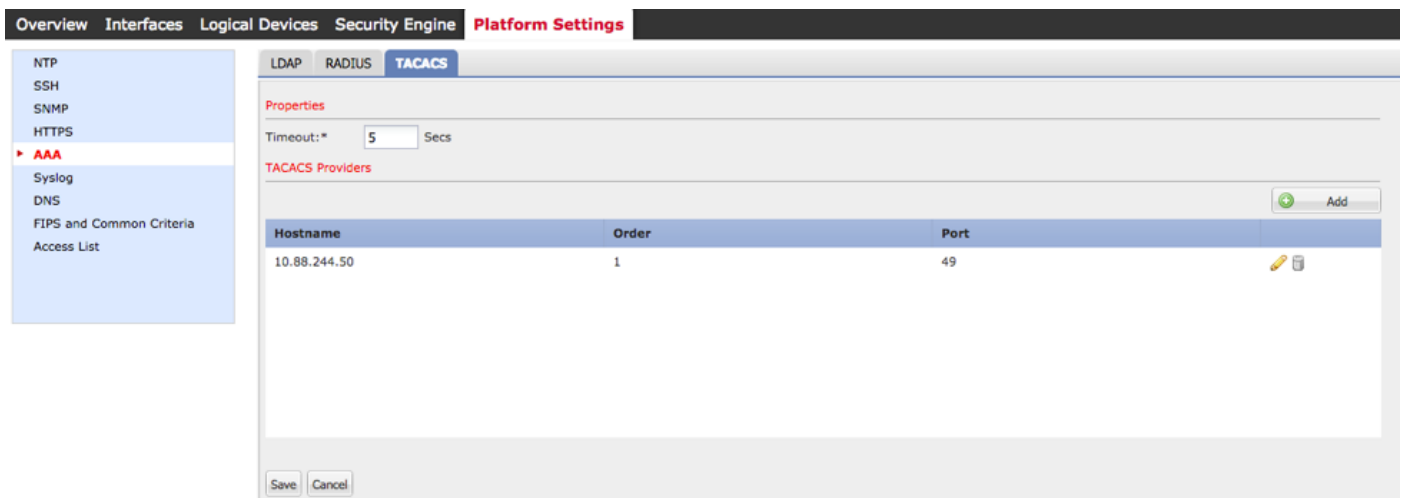 Overview Interfaces Logical Devices Security Engine Platform Settings
NTP
SSH
SNMP
HTTPS
AAA
Syslog
DNS
FIPS and Common Criteria
Access List
LDAP RADIUS TACACS
Properties
Timeout:* 5 Secs
TACACS Providers
Add
Hostname Order Port
10.88.244.50 1 49
Save Cancel